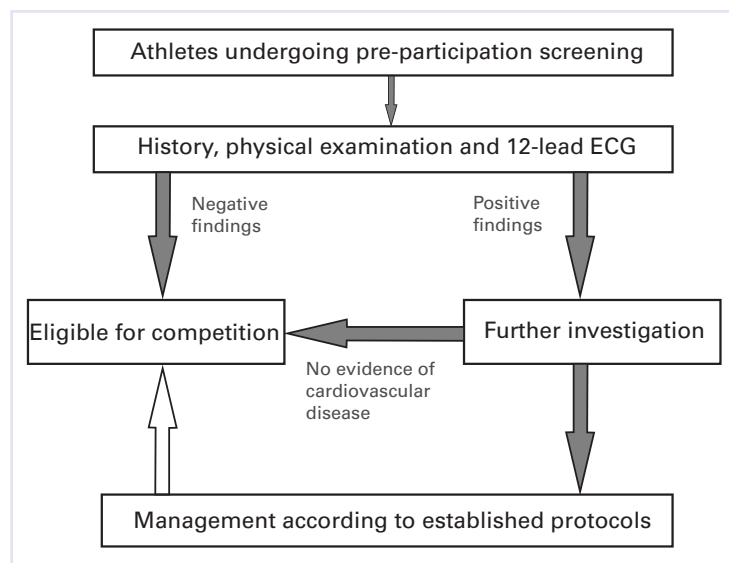 Athletes undergoing pre-participation screening
History, physical examination and 12-lead ECG
Negative
findings
Positive
findings
Eligible for competition
Further investigation
No evidence of
cardiovascular
disease
Management according to established protocols